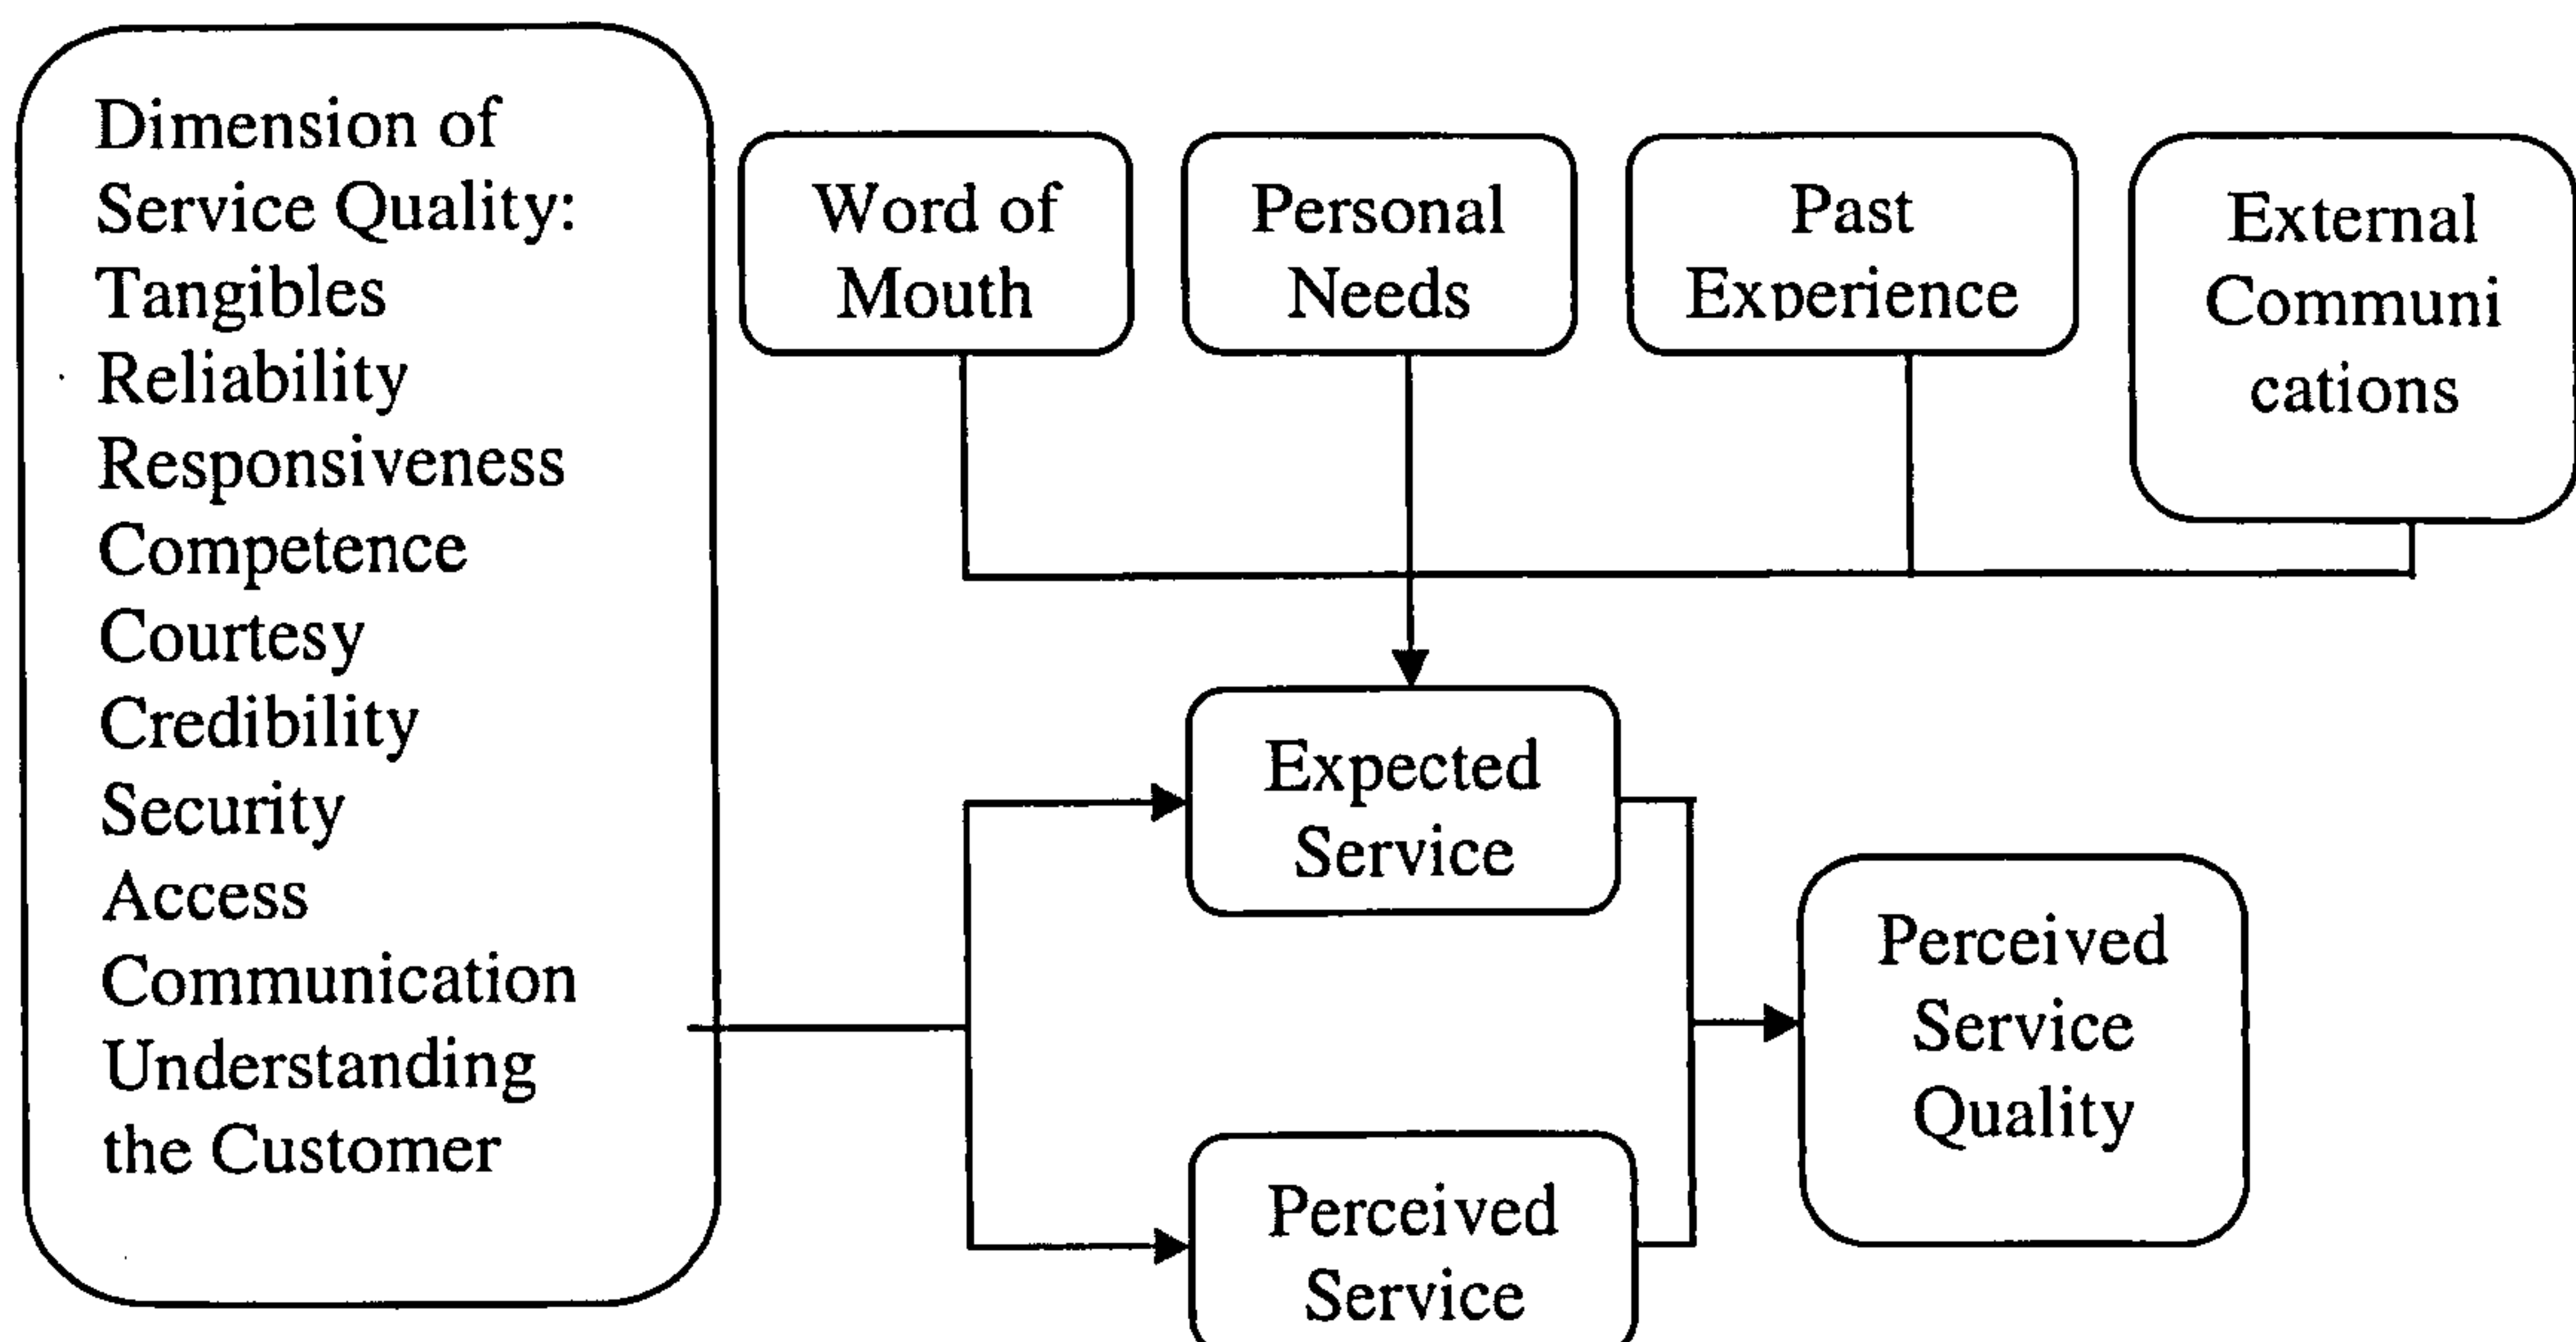 Dimension of
Service Quality:
Tangibles
Reliability
Responsiveness
Competence
Courtesy
Credibility
Security
Access
Communication
Understanding
the Customer
Word of
Mouth
Personal
Needs
Past
Experience
External
Communi
cations
Expected
Service
Perceived
Service
Perceived
Service
Quality